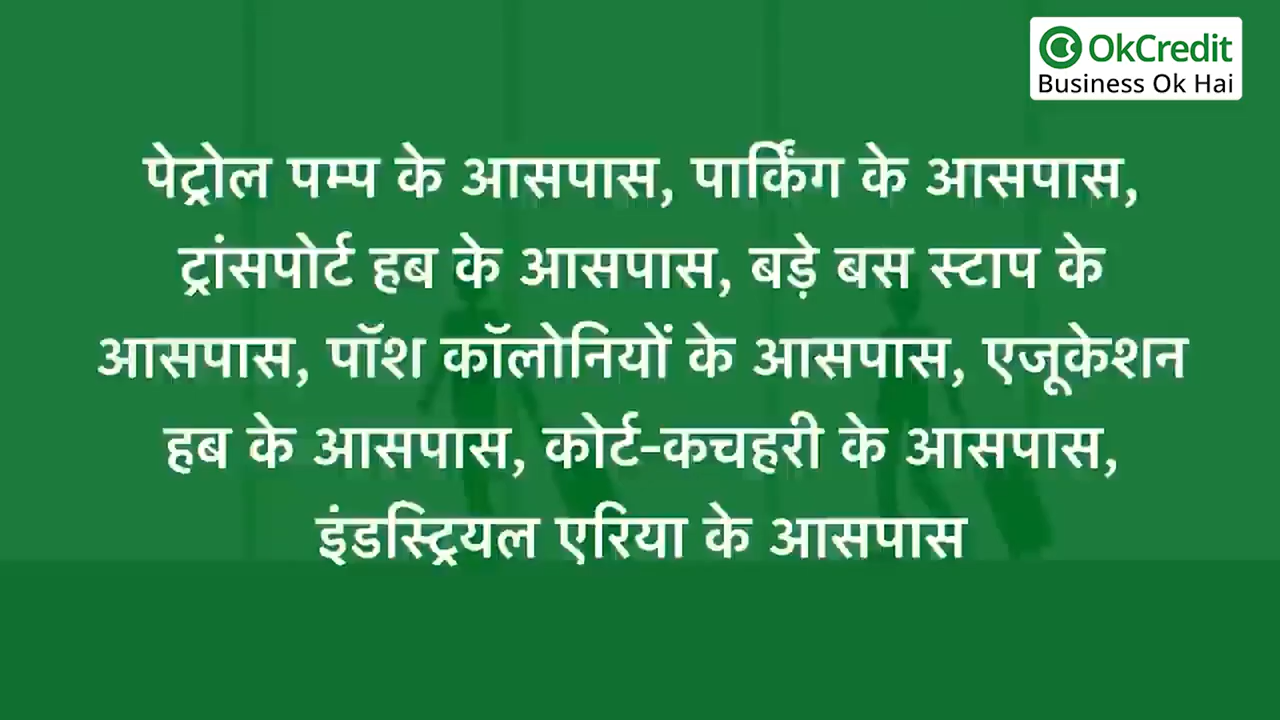 OkCredit
Business Ok Hai
पेट्रोल पम्प के आसपास, पार्किंग के आसपास,
ट्रांसपोर्ट हब के आसपास, बड़े बस स्टाप के
आसपास, पॉश कॉलोनियों के आसपास, एजूकेशन
हब के आसपास, कोर्ट-कचहरी के आसपास,
इंडस्ट्रियल एरिया के आसपास